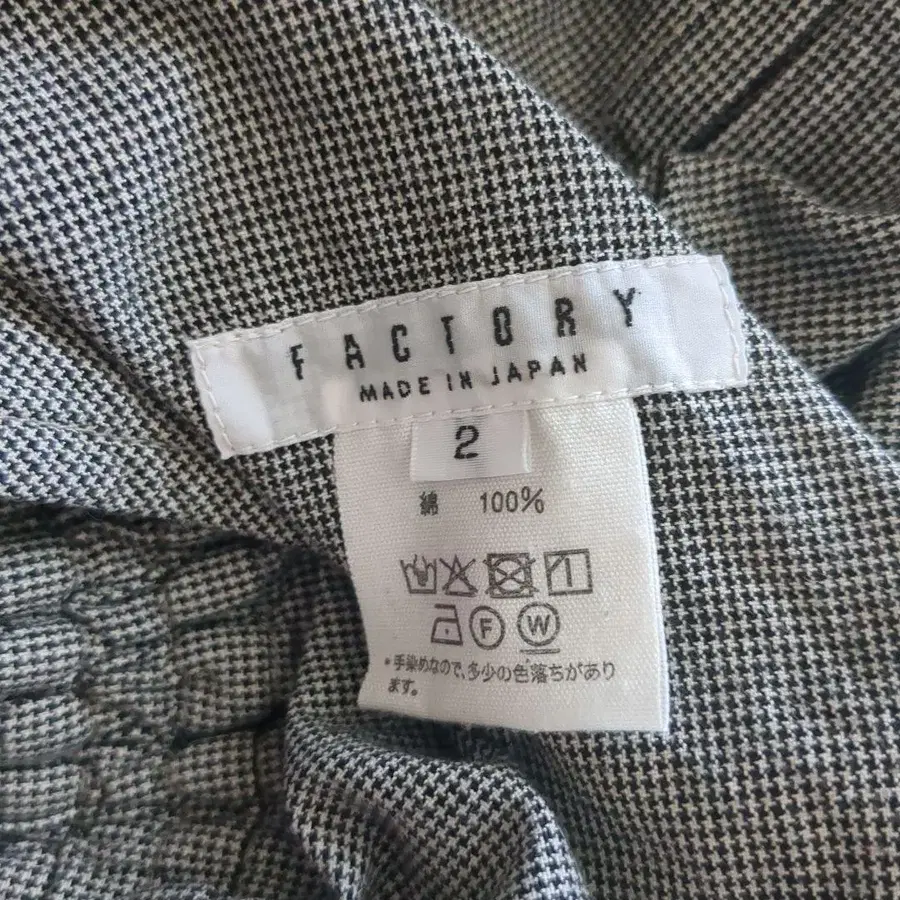 FACTORY
MADE IN JAPAN
2
綿 100%
F W
*手染めなので、多少の色落ちがあり
ます。